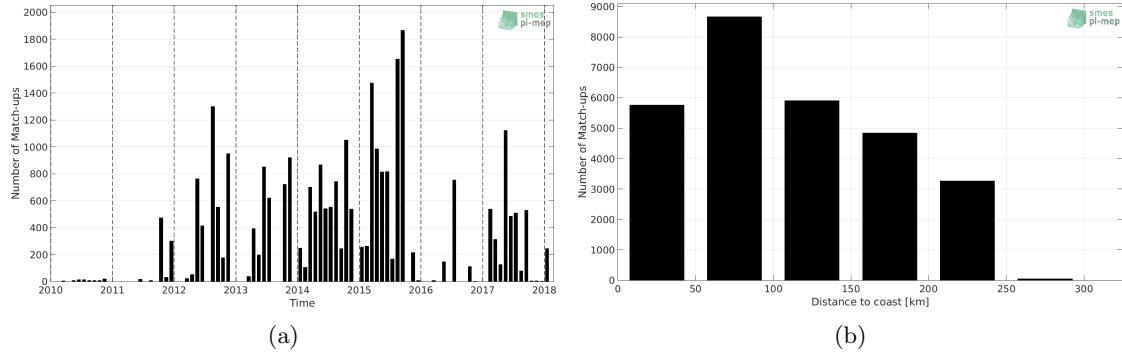 smos
pi-mep
Number of Match-ups
2000
1800
1600
1400
1200
1000
800
600
400
200
0
2010 2011 2012 2013 2014 2015 2016 2017 2018
Time
(a)
smos
pi-mep
Number of Match-ups
9000
8000
7000
6000
5000
4000
3000
2000
1000
0
0 50 100 150 200 250 300
Distance to coast [km]
(b)